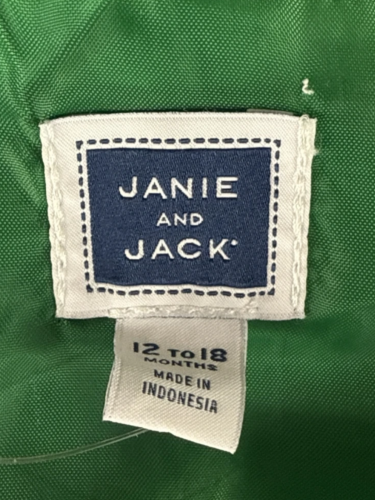 JANIE
AND
JACK
12 TO 18
MONTHS
MADE IN
INDONESIA